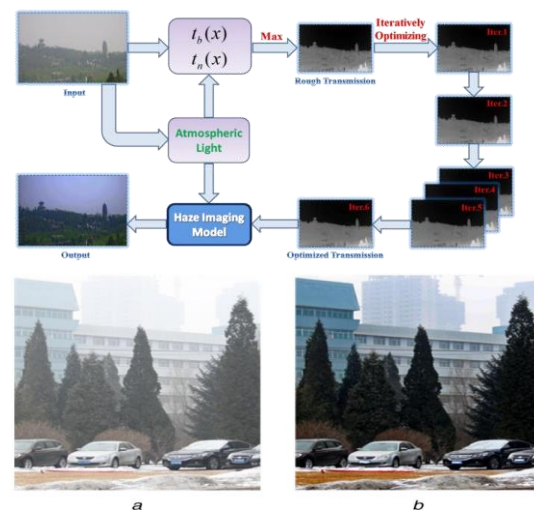 t_b(x)
t_n(x)
Max
Iteratively Optimizing
Iter.1
Input
Rough Transmission
Iter.2
Atmospheric Light
Iter.3
Iter.4
Iter.5
Iter.6
Haze Imaging Model
Output
Optimized Transmission
a
b